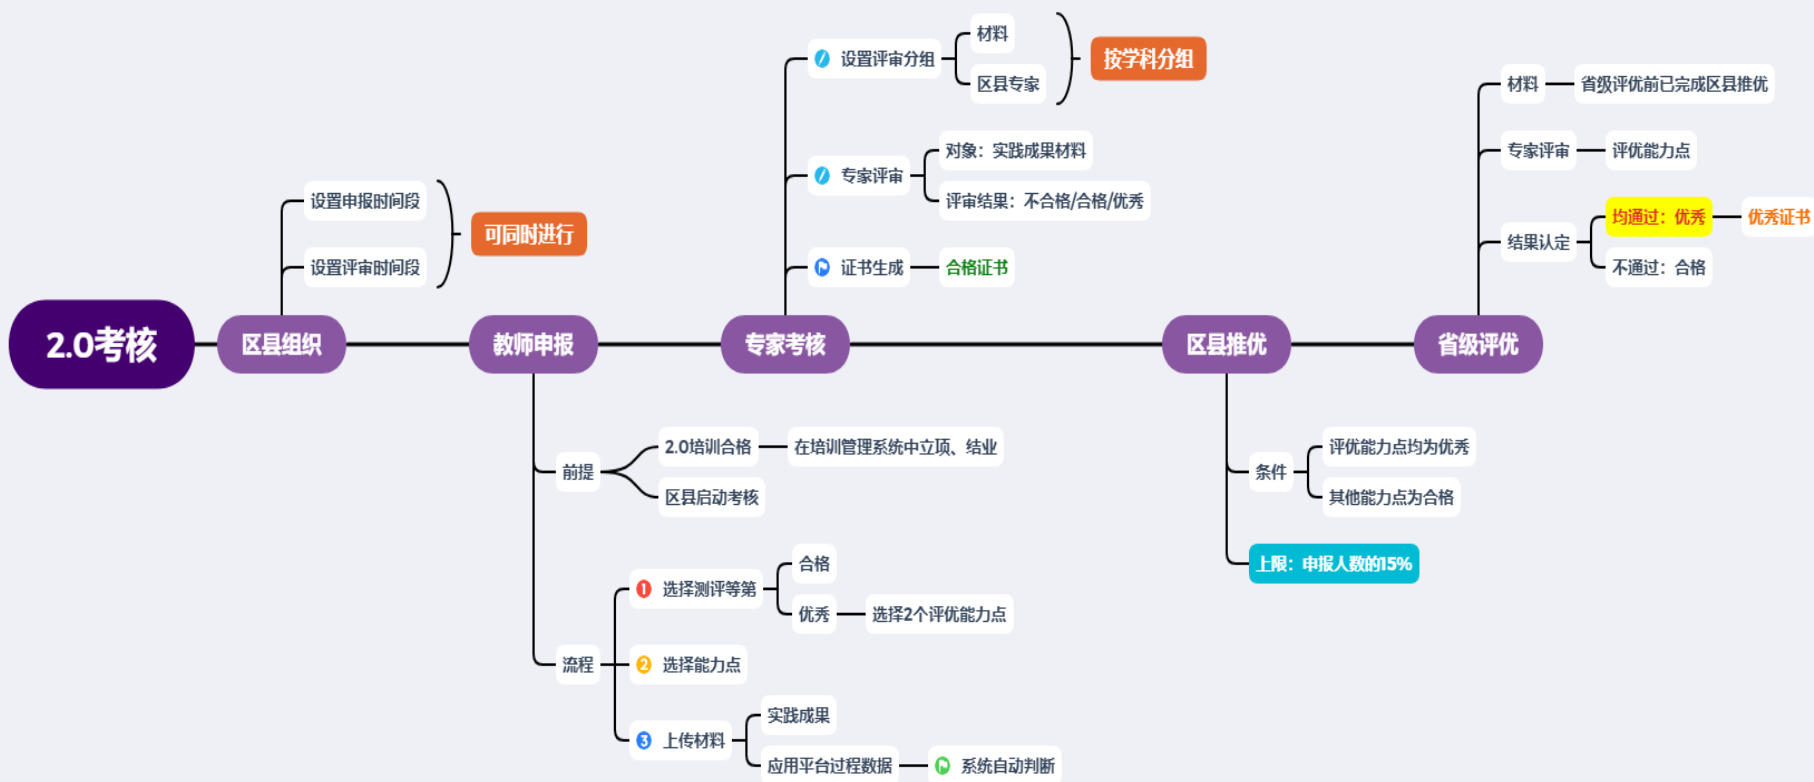 2.0考核
区县组织
设置申报时间段
设置评审时间段
可同时进行
教师申报
前提
2.0培训合格
在培训管理系统中立项、结业
区县启动考核
流程
1 选择测评等第
合格
优秀
选择2个评优能力点
2 选择能力点
3 上传材料
实践成果
应用平台过程数据
系统自动判断
专家考核
设置评审分组
材料
区县专家
按学科分组
专家评审
对象：实践成果材料
评审结果：不合格/合格/优秀
证书生成
合格证书
区县推优
条件
评优能力点均为优秀
其他能力点为合格
上限：申报人数的15%
省级评优
材料
省级评优前已完成区县推优
专家评审
评优能力点
结果认定
均通过：优秀
优秀证书
不通过：合格